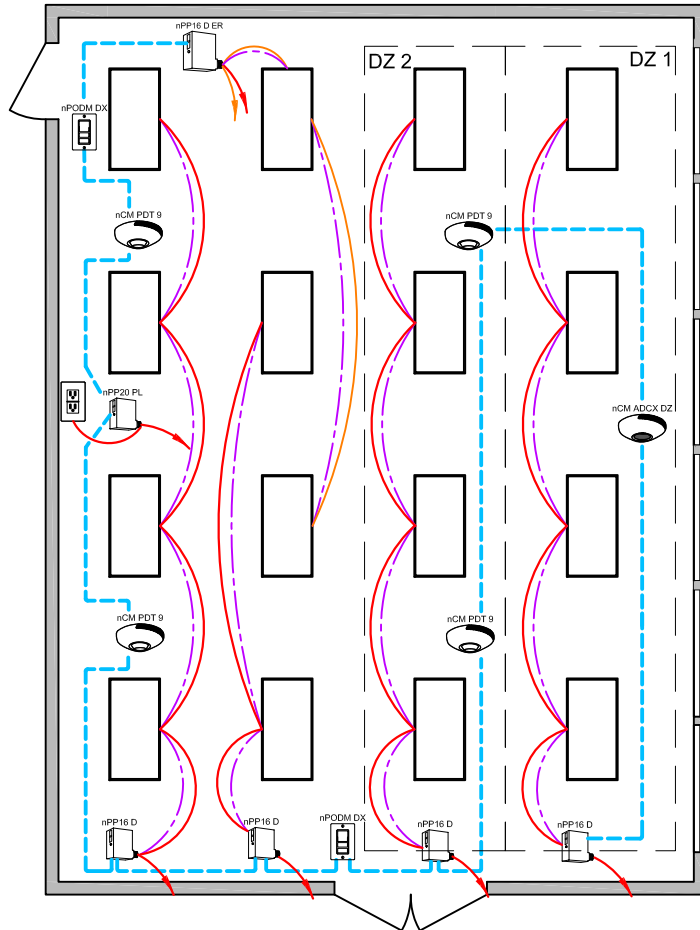 nPP16 D ER
DZ 2
DZ 1
nPODM DX
nCM PDT 9
nCM PDT 9
nPP20 PL
nCM ADCX DZ
nCM PDT 9
nCM PDT 9
nPP16 D
nPP16 D
nPODM DX
nPP16 D
nPP16 D